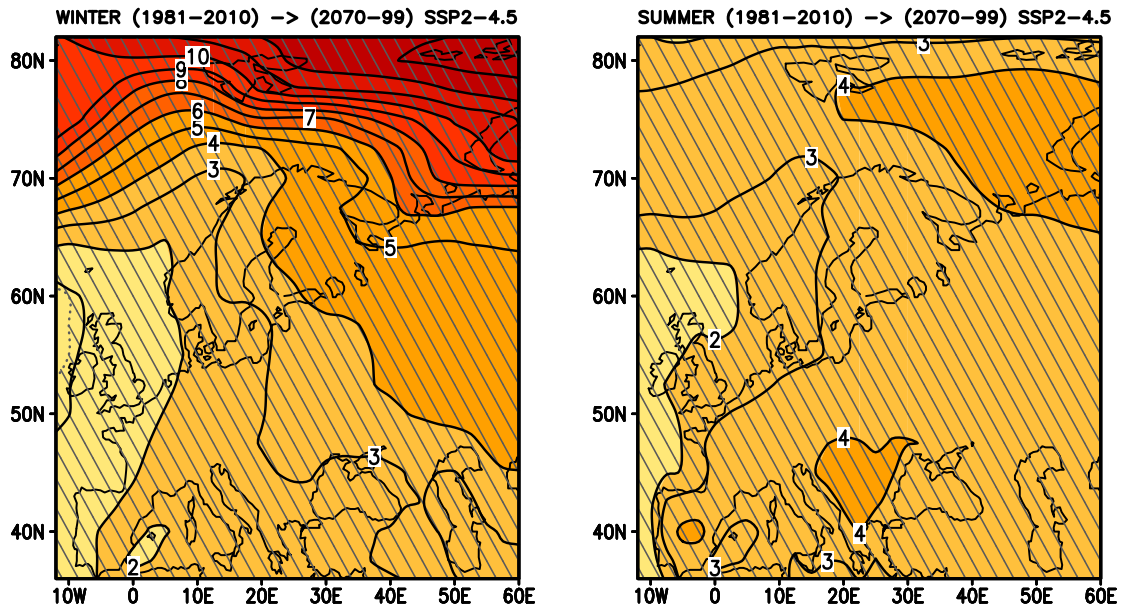 WINTER (1981-2010) -> (2070-99) SSP2-4.5
SUMMER (1981-2010) -> (2070-99) SSP2-4.5
80N
70N
60N
50N
40N
10W 0 10E 20E 30E 40E 50E 60E
10
9
8
6
7
5
4
3
5
3
2
80N
70N
60N
50N
40N
10W 0 10E 20E 30E 40E 50E 60E
3
4
3
2
4
4
3
3